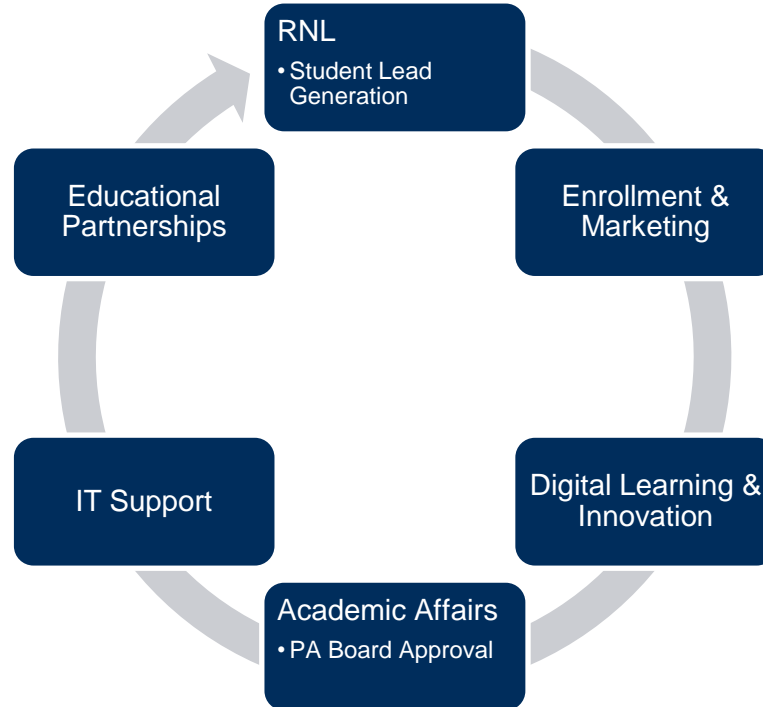 RNL
• Student Lead
Generation
Enrollment &
Marketing
Digital Learning &
Innovation
Academic Affairs
• PA Board Approval
IT Support
Educational
Partnerships